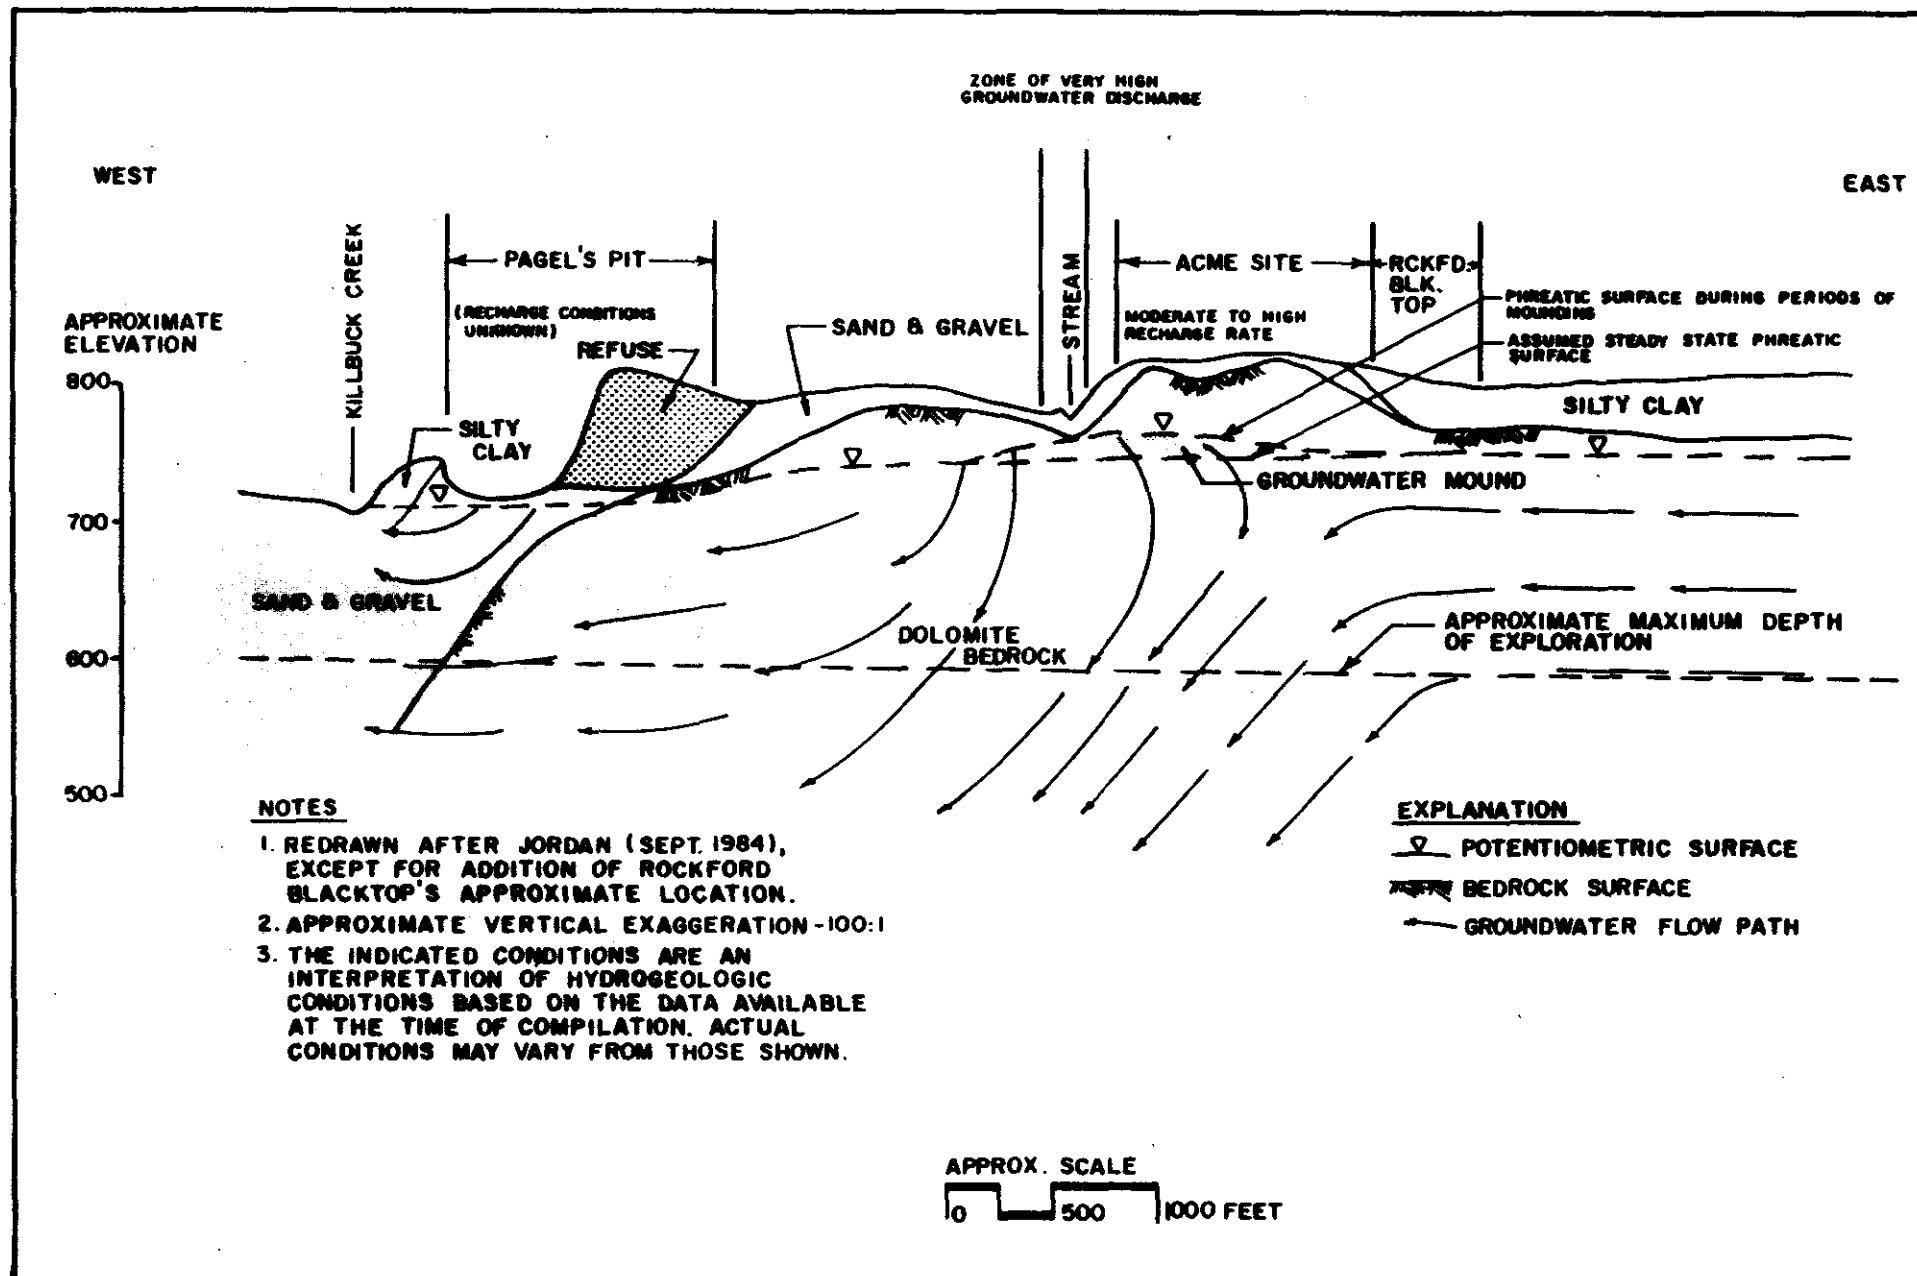 ZONE OF VERY HIGH
GROUNDWATER DISCHARGE
WEST
EAST
KILLBUCK CREEK
PAGEL'S PIT
STREAM
ACME SITE
RCKFD.
BLK.
TOP
(RECHARGE CONDITIONS
UNKNOWN)
REFUSE
SAND & GRAVEL
MODERATE TO HIGH
RECHARGE RATE
PHREATIC SURFACE DURING PERIODS OF
MOUNDING
ASSUMED STEADY STATE PHREATIC
SURFACE
APPROXIMATE
ELEVATION
800
SILTY
CLAY
SILTY CLAY
GROUNDWATER MOUND
700
SAND & GRAVEL
DOLOMITE
BEDROCK
APPROXIMATE MAXIMUM DEPTH
OF EXPLORATION
600
500
NOTES
1. REDRAWN AFTER JORDAN (SEPT. 1984),
EXCEPT FOR ADDITION OF ROCKFORD
BLACKTOP'S APPROXIMATE LOCATION.
2. APPROXIMATE VERTICAL EXAGGERATION -100:1
3. THE INDICATED CONDITIONS ARE AN
INTERPRETATION OF HYDROGEOLOGIC
CONDITIONS BASED ON THE DATA AVAILABLE
AT THE TIME OF COMPILATION. ACTUAL
CONDITIONS MAY VARY FROM THOSE SHOWN.
EXPLANATION
POTENTIOMETRIC SURFACE
BEDROCK SURFACE
GROUNDWATER FLOW PATH
APPROX. SCALE
0 500 1000 FEET